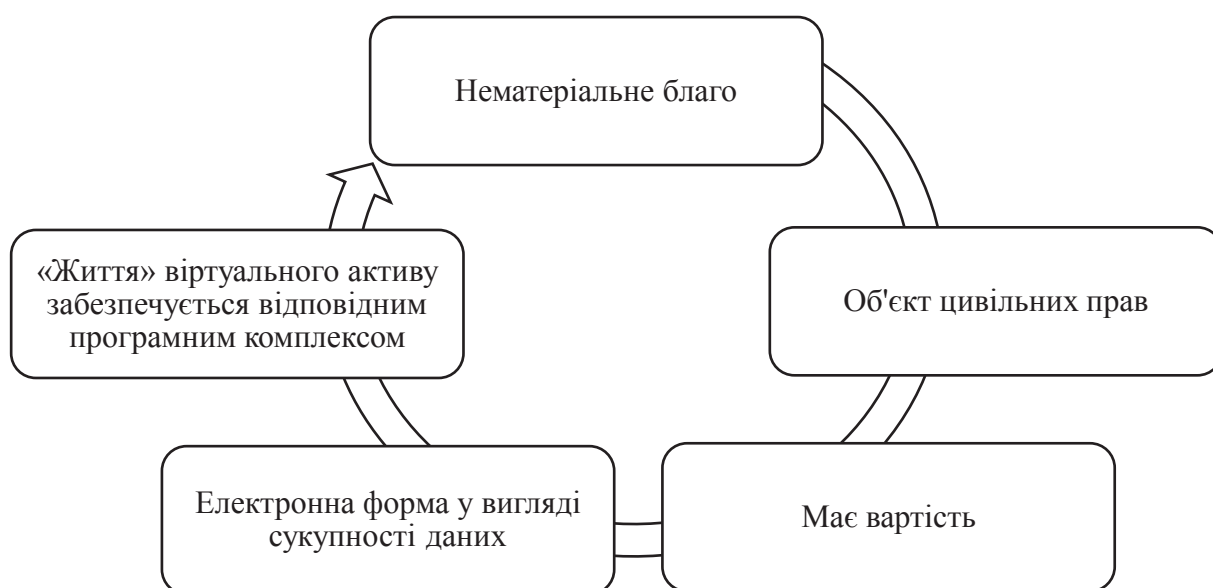 Нематеріальне благо
Об'єкт цивільних прав
Має вартість
Електронна форма у вигляді
сукупності даних
«Життя» віртуального активу
забезпечується відповідним
програмним комплексом